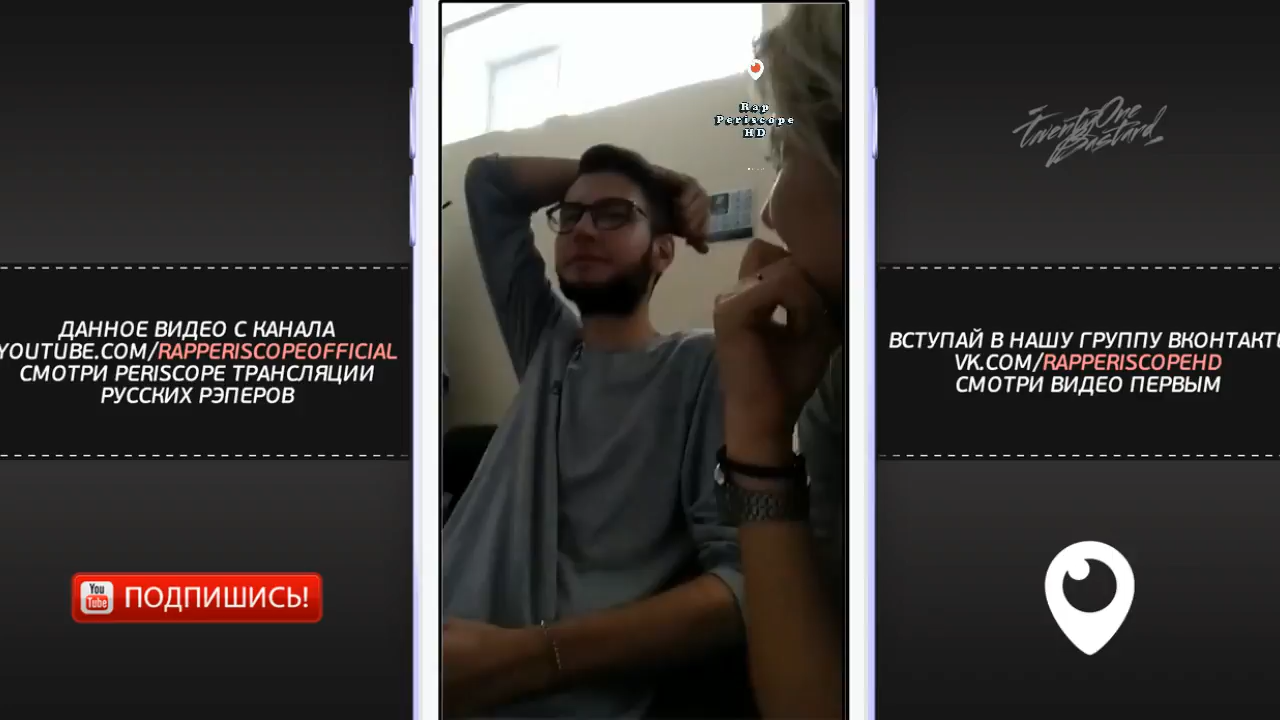 ДАННОЕ ВИДЕО С КАНАЛА
YOUTUBE.COM/RAPPERISCOPEOFFICIAL
СМОТРИ PERISCOPE ТРАНСЛЯЦИИ
РУССКИХ РЭПЕРОВ
You
Tube
ПОДПИШИСЬ!
Rap
Periscope
HD
TwentyOne
Bastard
ВСТУПАЙ В НАШУ ГРУППУ ВКОНТАКТЕ
VK.COM/RAPPERISCOPEHD
СМОТРИ ВИДЕО ПЕРВЫМ